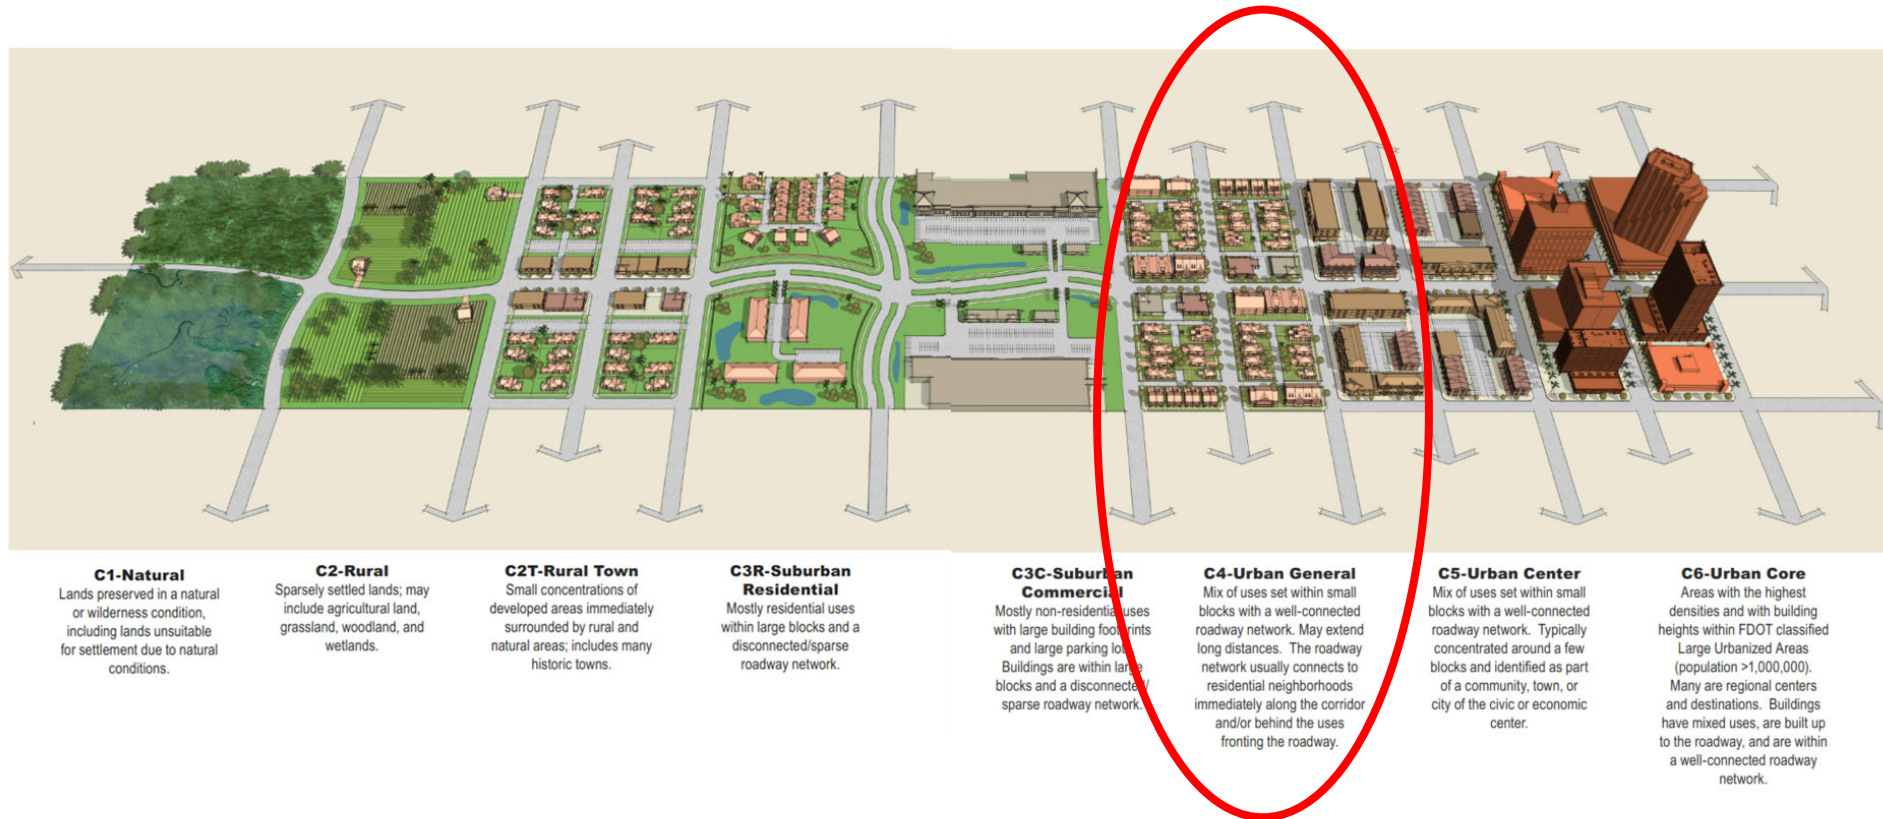 C1-Natural
Lands preserved in a natural
or wilderness condition,
including lands unsuitable
for settlement due to natural
conditions.
C2-Rural
Sparsely settled lands; may
include agricultural land,
grassland, woodland, and
wetlands.
C2T-Rural Town
Small concentrations of
developed areas immediately
surrounded by rural and
natural areas; includes many
historic towns.
C3R-Suburban
Residential
Mostly residential uses
within large blocks and a
disconnected/sparse
roadway network.
C3C-Suburban
Commercial
Mostly non-residential uses
with large building footprints
and large parking lots.
Buildings are within large
blocks and a disconnected/
sparse roadway network.
C4-Urban General
Mix of uses set within small
blocks with a well-connected
roadway network. May extend
long distances. The roadway
network usually connects to
residential neighborhoods
immediately along the corridor
and/or behind the uses
fronting the roadway.
C5-Urban Center
Mix of uses set within small
blocks with a well-connected
roadway network. Typically
concentrated around a few
blocks and identified as part
of a community, town, or
city of the civic or economic
center.
C6-Urban Core
Areas with the highest
densities and with building
heights within FDOT classified
Large Urbanized Areas
(population >1,000,000).
Many are regional centers
and destinations. Buildings
have mixed uses, are built up
to the roadway, and are within
a well-connected roadway
network.